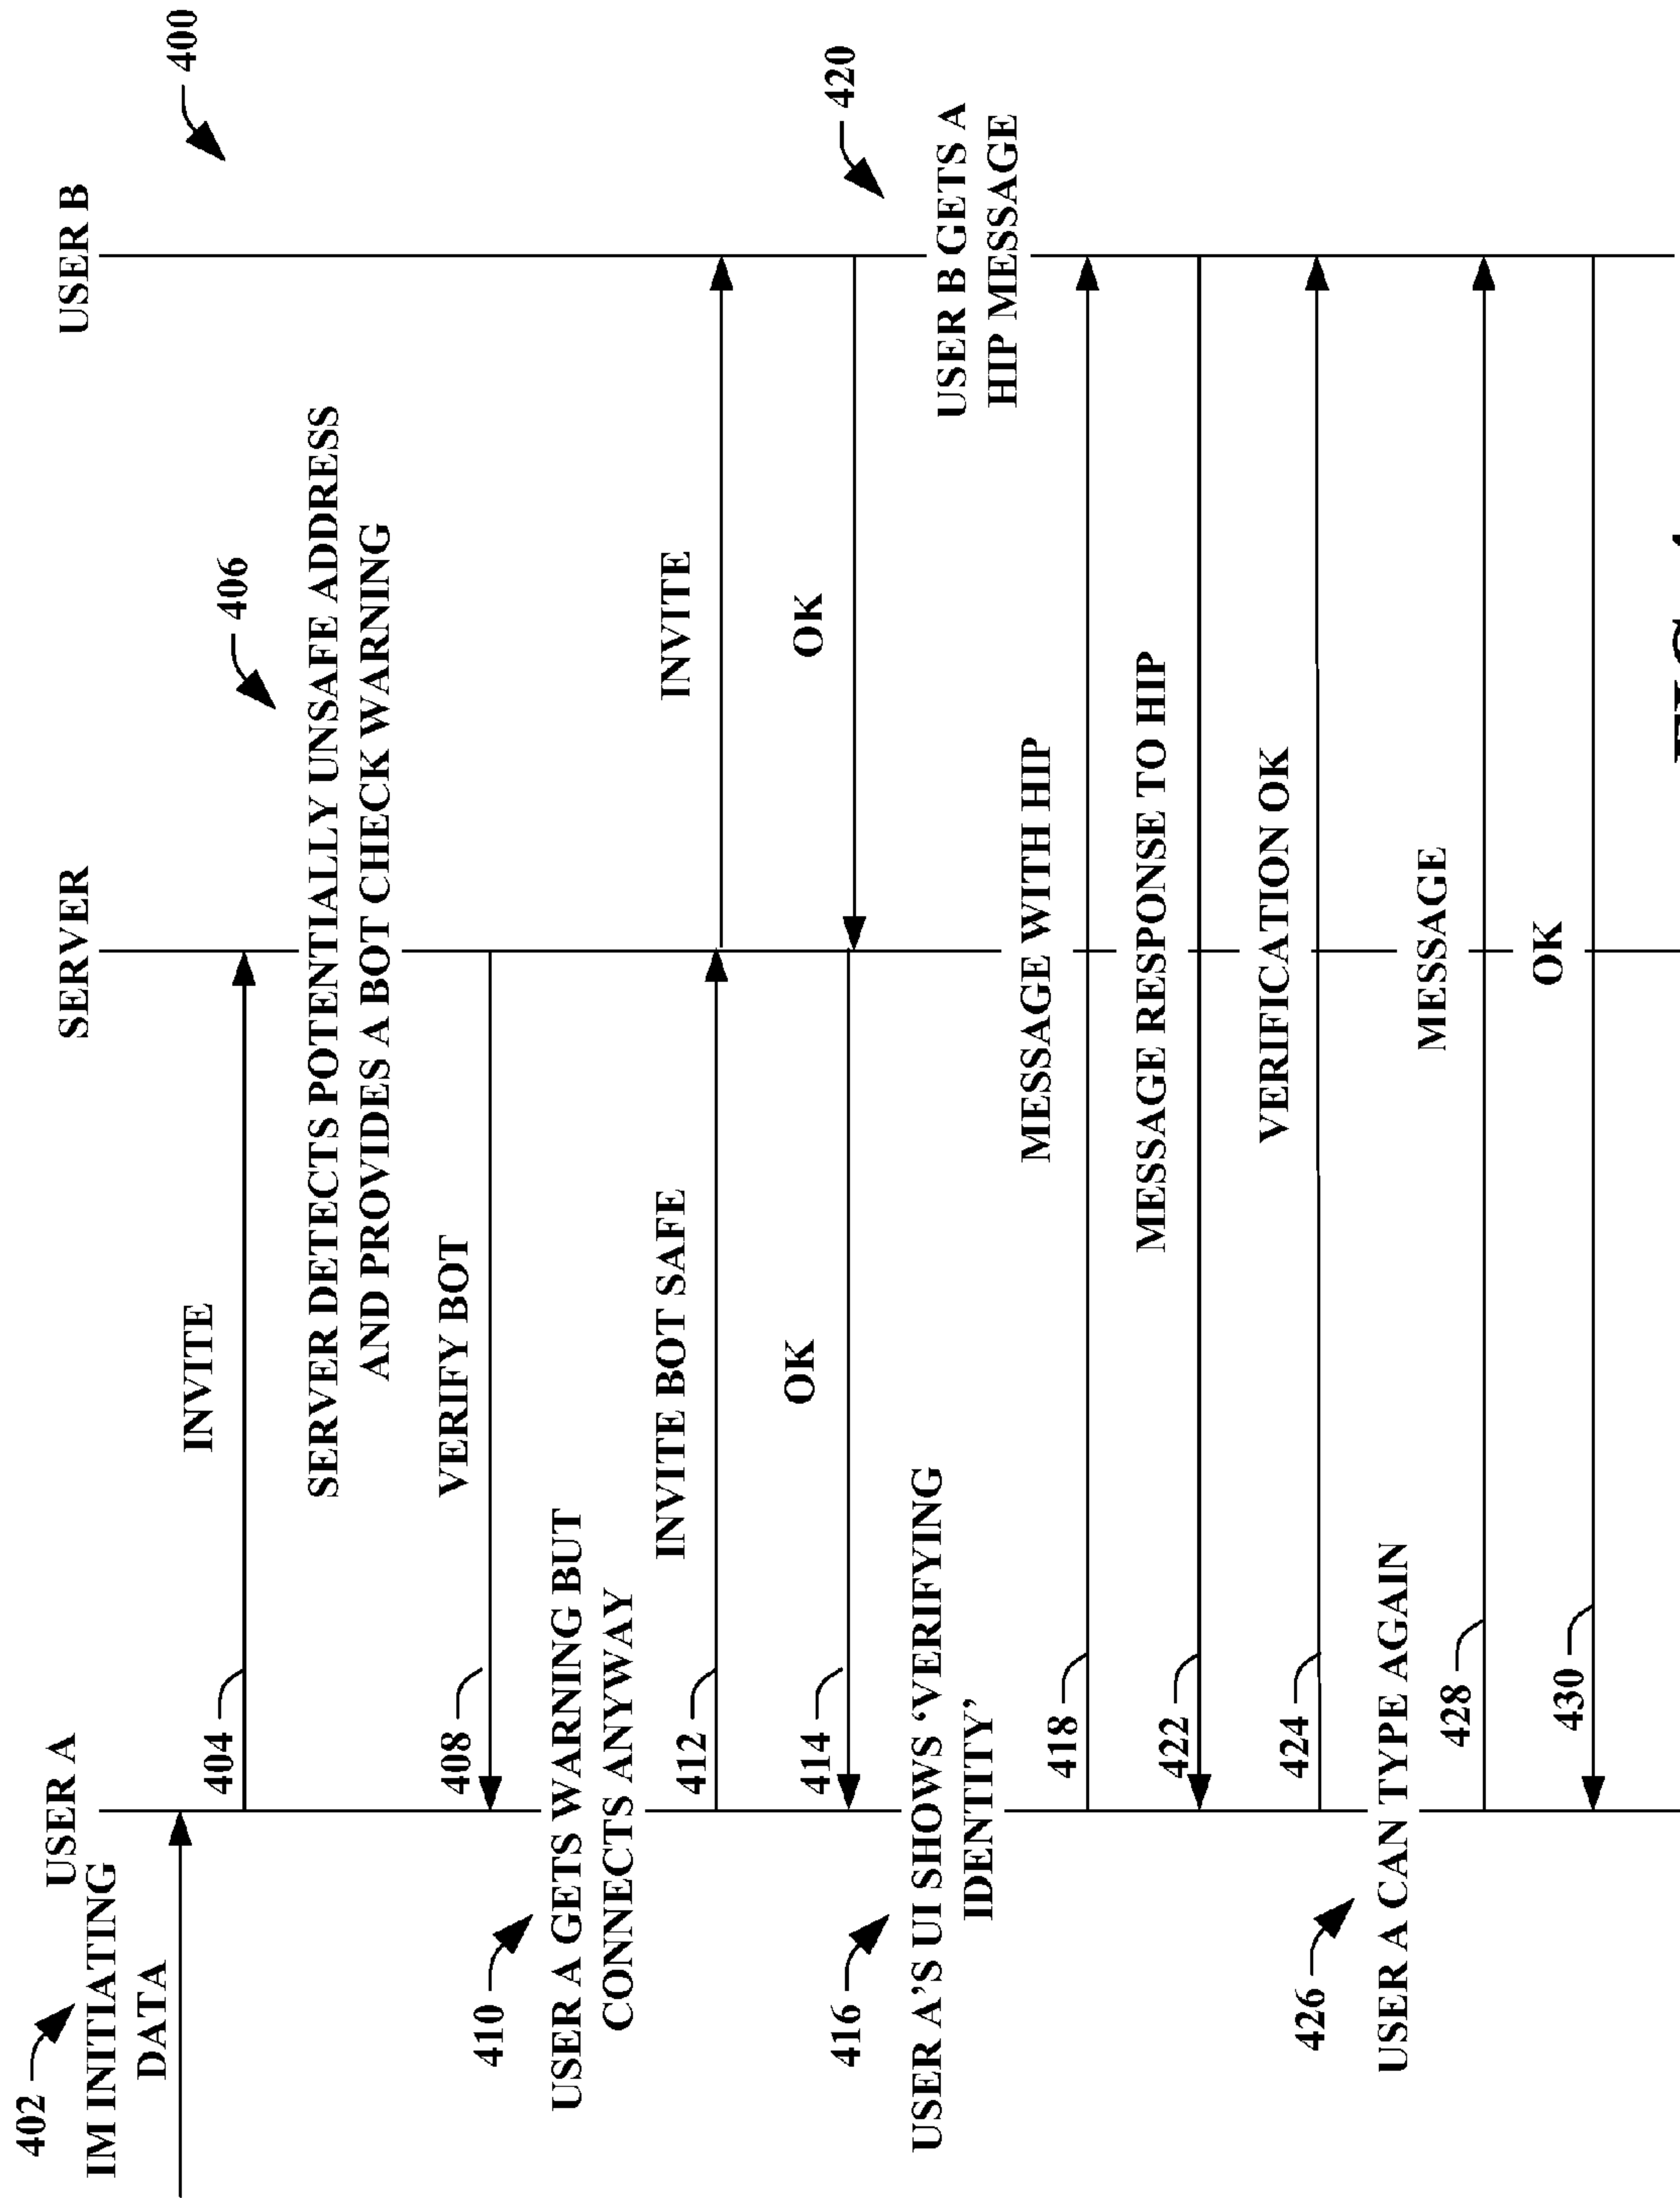 400
402
IM INITIATING
DATA
USER A
SERVER
USER B
404
INVITE
406
SERVER DETECTS POTENTIALLY UNSAFE ADDRESS
AND PROVIDES A BOT CHECK WARNING
408
VERIFY BOT
410
USER A GETS WARNING BUT
CONNECTS ANYWAY
412
INVITE BOT SAFE
INVITE
414
OK
OK
416
USER A'S UI SHOWS ‘VERIFYING
IDENTITY’
420
USER B GETS A
HIP MESSAGE
418
MESSAGE WITH HIP
422
MESSAGE RESPONSE TO HIP
424
VERIFICATION OK
426
USER A CAN TYPE AGAIN
428
MESSAGE
430
OK